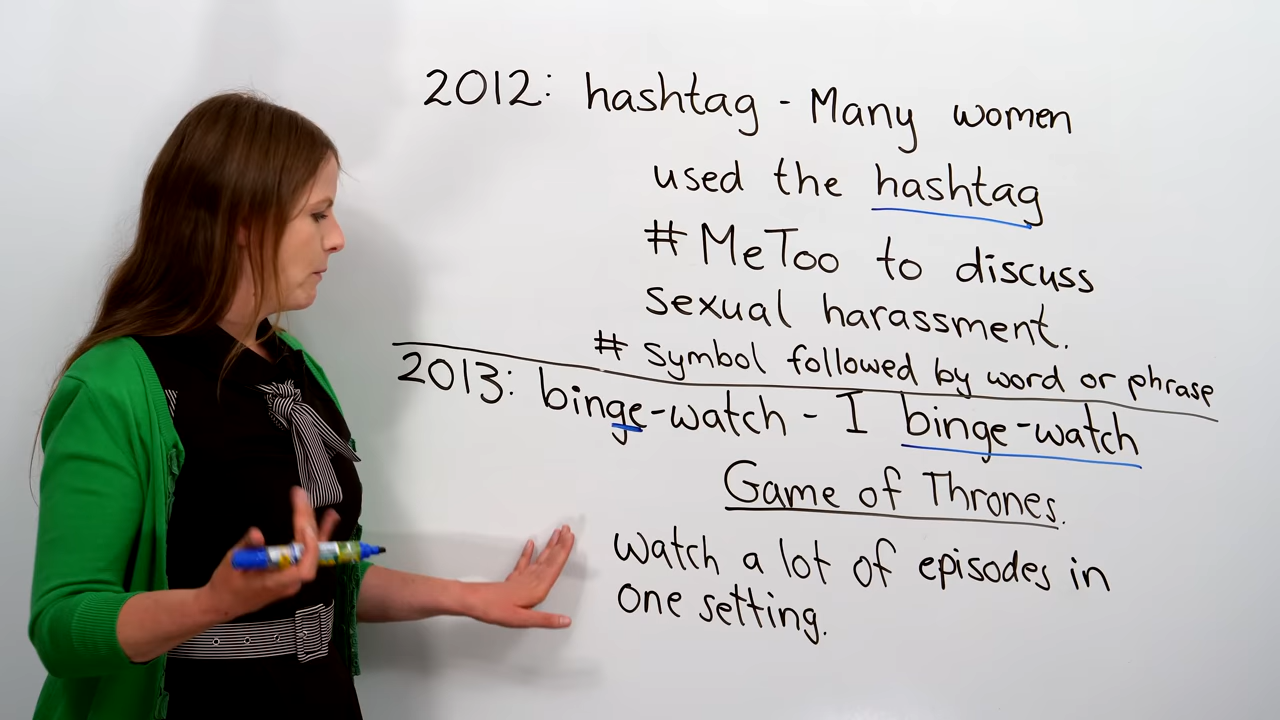 2012: hashtag - Many women
used the hashtag
# MeToo to discuss
sexual harassment.
# symbol followed by word or phrase
2013: binge-watch - I binge-watch
Game of Thrones.
watch a lot of episodes in
one setting.